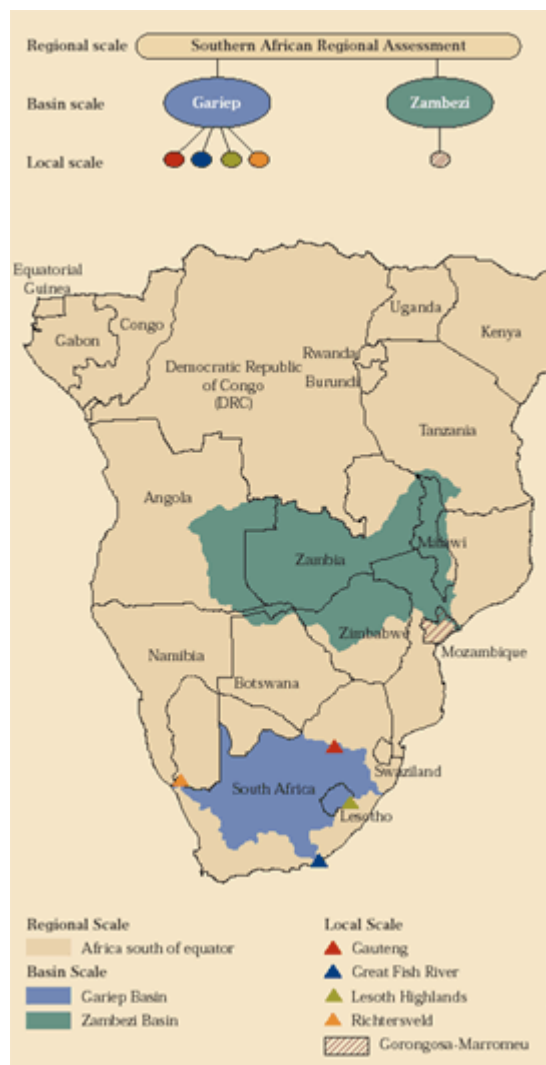 Regional scale
Southern African Regional Assessment
Basin scale
Gariep
Zambezi
Local scale
Equatorial
Guinea
Gabon
Congo
Uganda
Kenya
Rwanda
Burundi
Democratic Republic
of Congo
(DRC)
Tanzania
Angola
Malawi
Zambia
Zimbabwe
Mozambique
Namibia
Botswana
Swaziland
South Africa
Lesotho
Regional Scale
Africa south of equator
Basin Scale
Gariep Basin
Zambezi Basin
Local Scale
Gauteng
Great Fish River
Lesoth Highlands
Richtersveld
Gorongosa-Marromeu